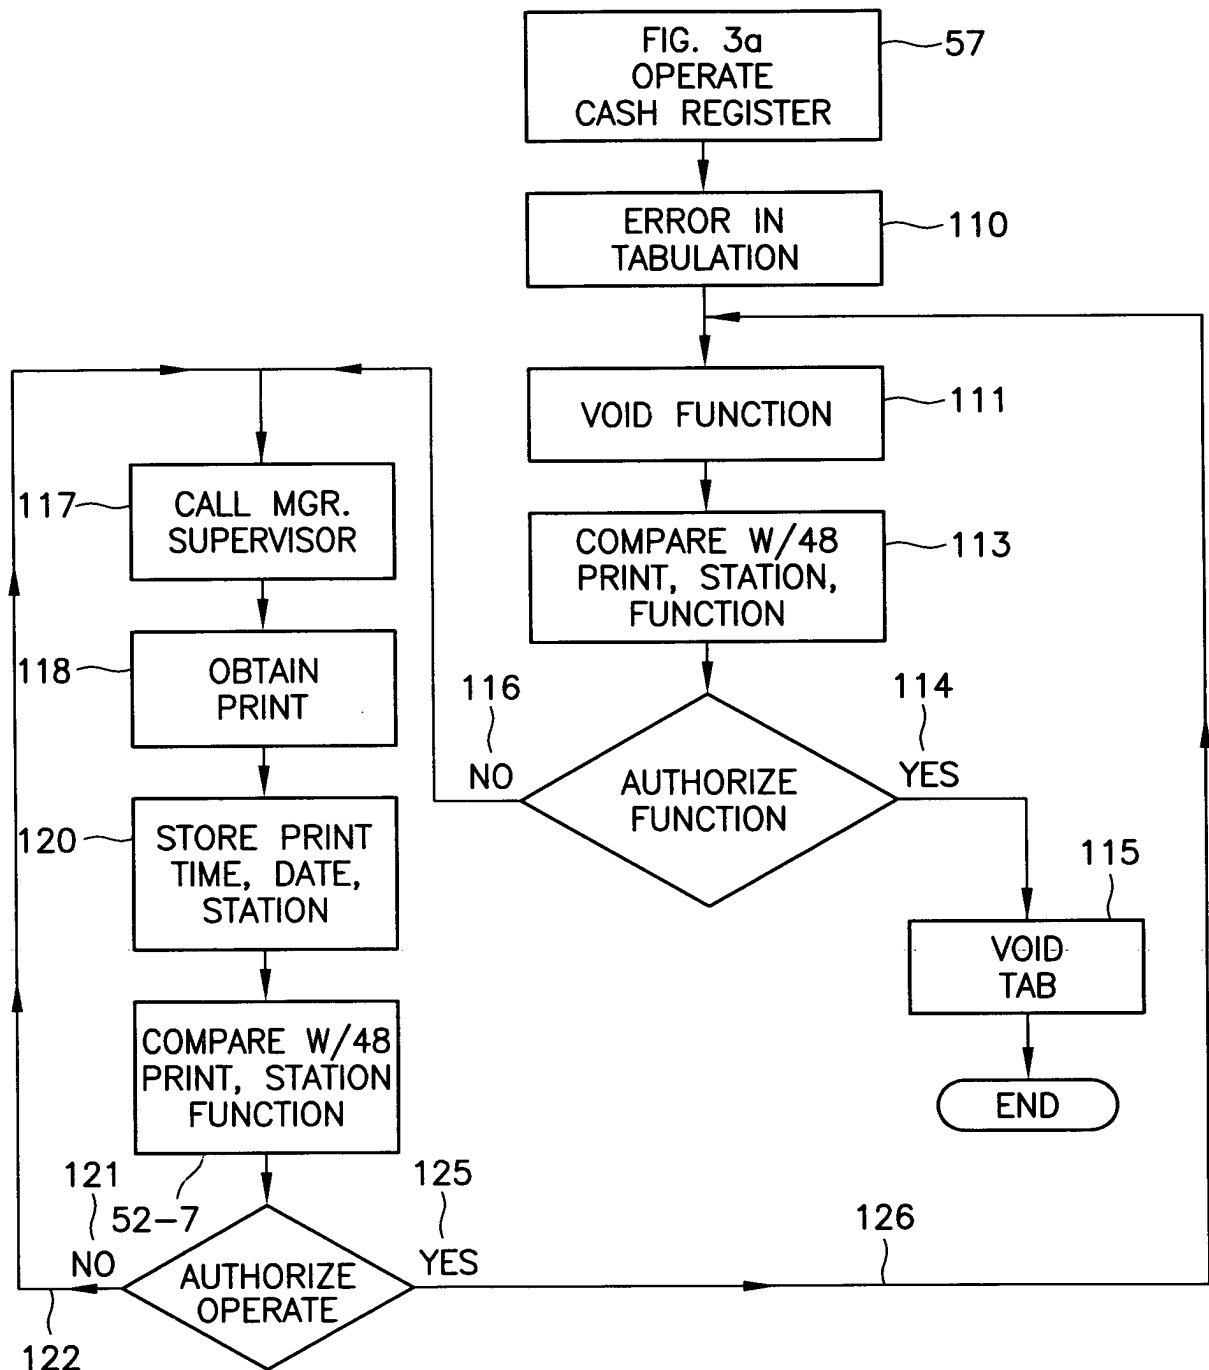 FIG. 3a
OPERATE
CASH REGISTER
57
ERROR IN
TABULATION
110
VOID FUNCTION
111
COMPARE W/48
PRINT, STATION,
FUNCTION
113
117
CALL MGR.
SUPERVISOR
118
OBTAIN
PRINT
116
NO
114
YES
AUTHORIZE
FUNCTION
120
STORE PRINT
TIME, DATE,
STATION
115
VOID
TAB
END
COMPARE W/48
PRINT, STATION
FUNCTION
52-7
121
NO
125
YES
AUTHORIZE
OPERATE
126
122